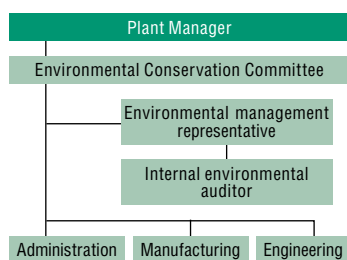 Plant Manager
Environmental Conservation Committee
Environmental management
representative
Internal environmental
auditor
Administration
Manufacturing
Engineering